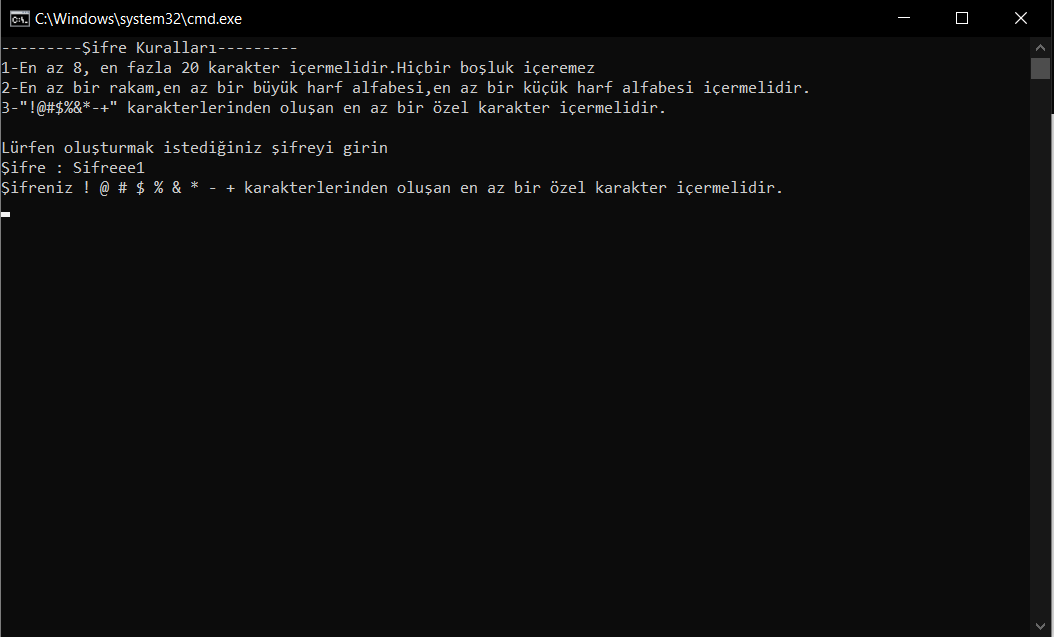 C:\Windows\system32\cmd.exe
---------Şifre Kuralları---------
1-En az 8, en fazla 20 karakter içermelidir.Hiçbir boşluk içeremez
2-En az bir rakam,en az bir büyük harf alfabesi,en az bir küçük harf alfabesi içermelidir.
3-"!@#$%&*-+" karakterlerinden oluşan en az bir özel karakter içermelidir.
Lürfen oluşturmak istediğiniz şifreyi girin
Şifre : Sifreee1
Şifreniz ! @ # $ % & * - + karakterlerinden oluşan en az bir özel karakter içermelidir.